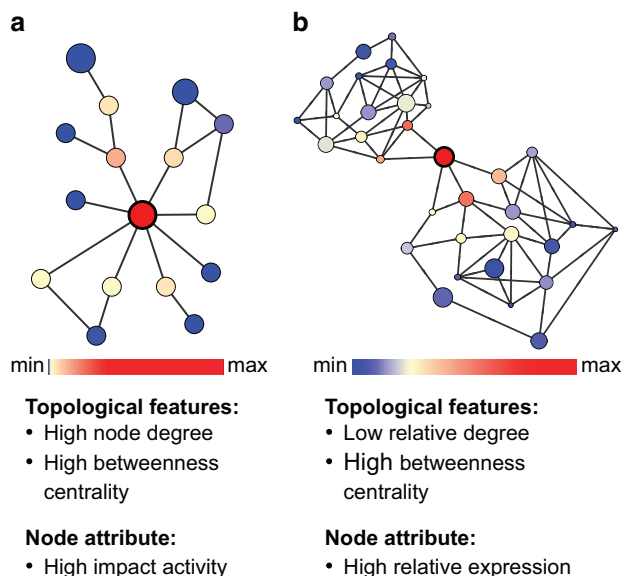 a
b
min max
min max
Topological features:
• High node degree
• High betweenness
centrality
Node attribute:
• High impact activity
Topological features:
• Low relative degree
• High betweenness
centrality
Node attribute:
• High relative expression